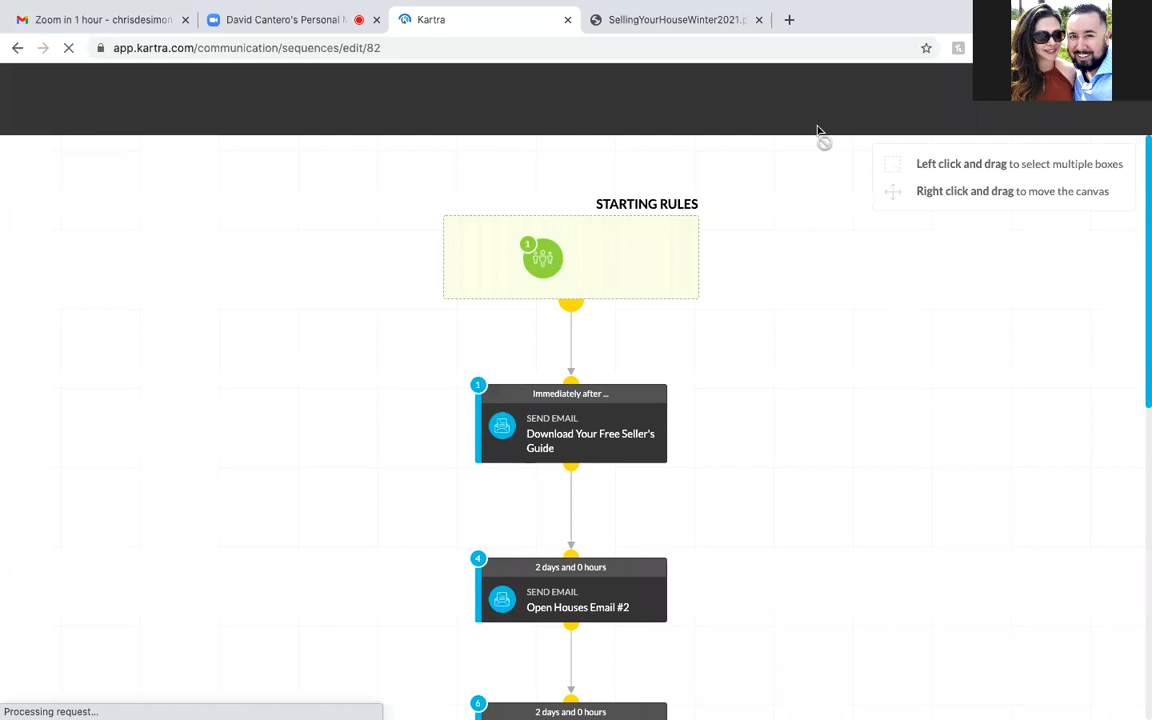 Zoom in 1 hour - chrisdesimon
David Cantero's Personal M
Kartra
SellingYourHouseWinter2021.p
app.kartra.com/communication/sequences/edit/82
Left click and drag to select multiple boxes
Right click and drag to move the canvas
STARTING RULES
1
1
Immediately after ...
SEND EMAIL
Download Your Free Seller's
Guide
4
2 days and 0 hours
SEND EMAIL
Open Houses Email #2
6
2 days and 0 hours
Processing request...